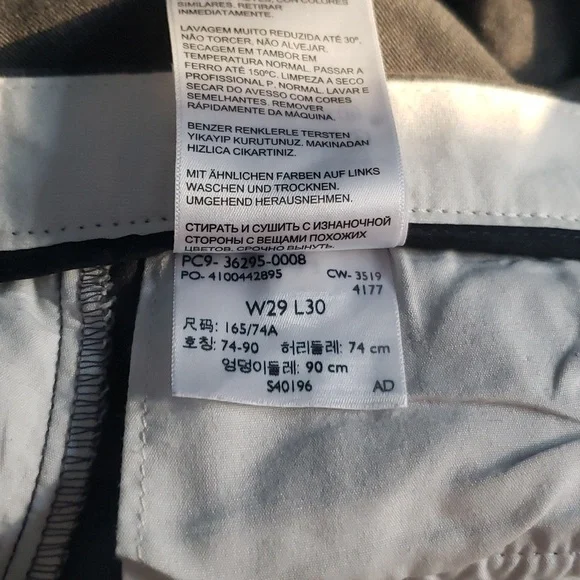 SIMILARES. RETIRAR
INMEDIATAMENTE.
LAVAGEM MUITO REDUZIDA ATÉ 30°.
NÃO TORCER, NÃO ALVEJAR.
SECAGEM EM TAMBOR EM
TEMPERATURA NORMAL. PASSAR A
FERRO ATÉ 150°C. LIMPEZA A SECO
PROFISSIONAL P, NORMAL. LAVAR E
SECAR DO AVESSO COM CORES
SEMELHANTES. REMOVER
RÁPIDAMENTE DA MÁQUINA.
BENZER RENKLERLE TERSTEN
YIKAYIP KURUTUNUZ. MAKINADAN
HIZLICA CIKARTINIZ.
MIT ÄHNLICHEN FARBEN AUF LINKS
WASCHEN UND TROCKNEN.
UMGEHEND HERAUSNEHMEN.
СТИРАТЬ И СУШИТЬ С ИЗНАНОЧНОЙ
СТОРОНЫ С ВЕЩАМИ ПОХОЖИХ
ЦВЕТОВ. СРОЧНО ВЫНУТЬ
PC9- 36295-0008
PO- 4100442895 CW- 3519
4177
W29 L30
尺码: 165/74A
호칭: 74-90 허리둘레: 74 cm
엉덩이둘레: 90 cm
S40196 AD